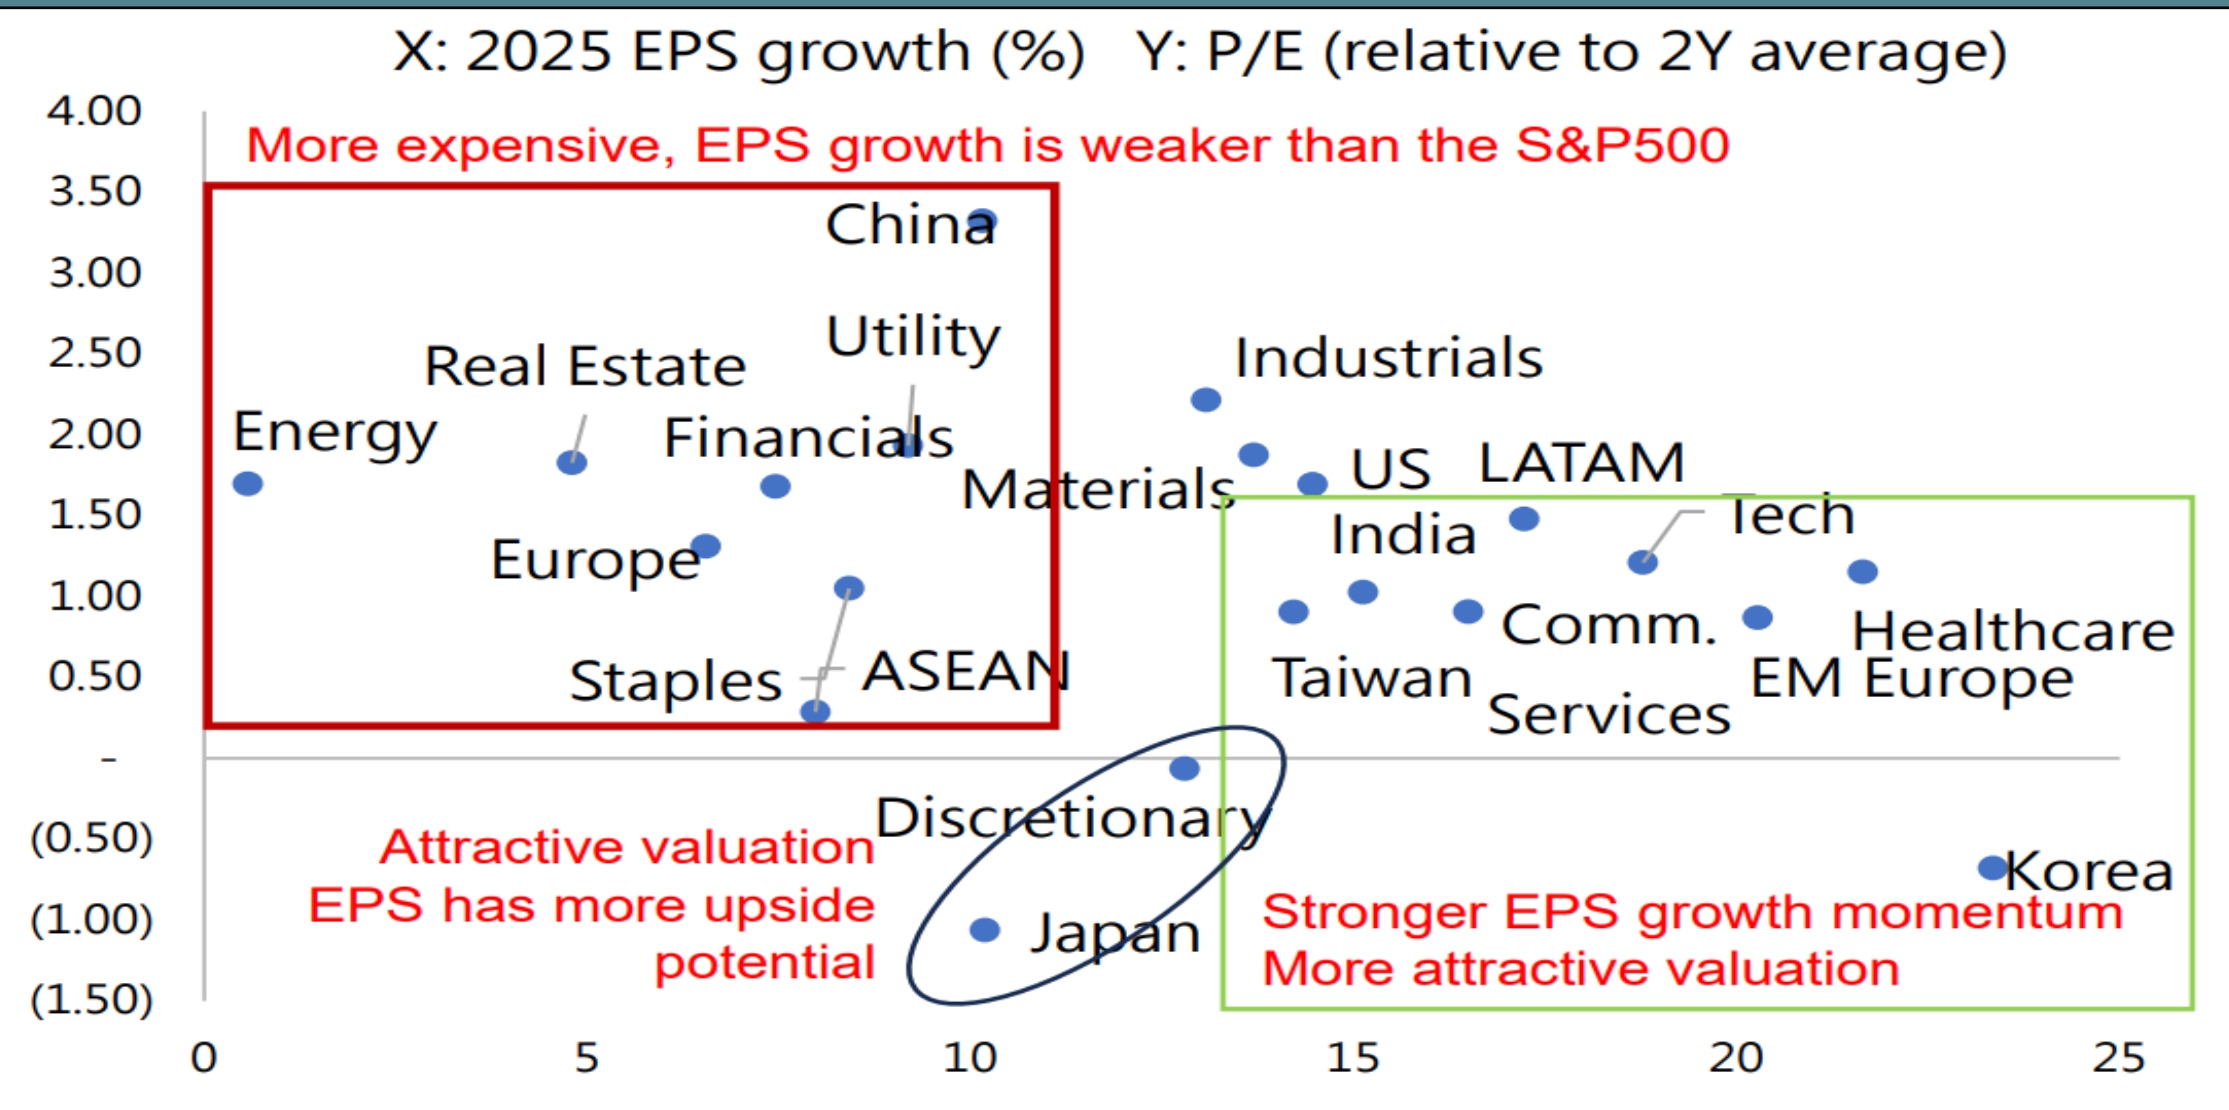 X: 2025 EPS growth (%) Y: P/E (relative to 2Y average)
4.00
More expensive, EPS growth is weaker than the S&P500
3.50
China
3.00
Utility
2.50
Real Estate
Industrials
2.00
Energy
Financials
US
LATAM
Materials
1.50
Tech
India
Europe
1.00
Comm.
Services
Healthcare
0.50
Staples
ASEAN
Taiwan
EM Europe
-
Discretionary
(0.50)
Attractive valuation
EPS has more upside
potential
Korea
(1.00)
Japan
Stronger EPS growth momentum
More attractive valuation
(1.50)
0
5
10
15
20
25